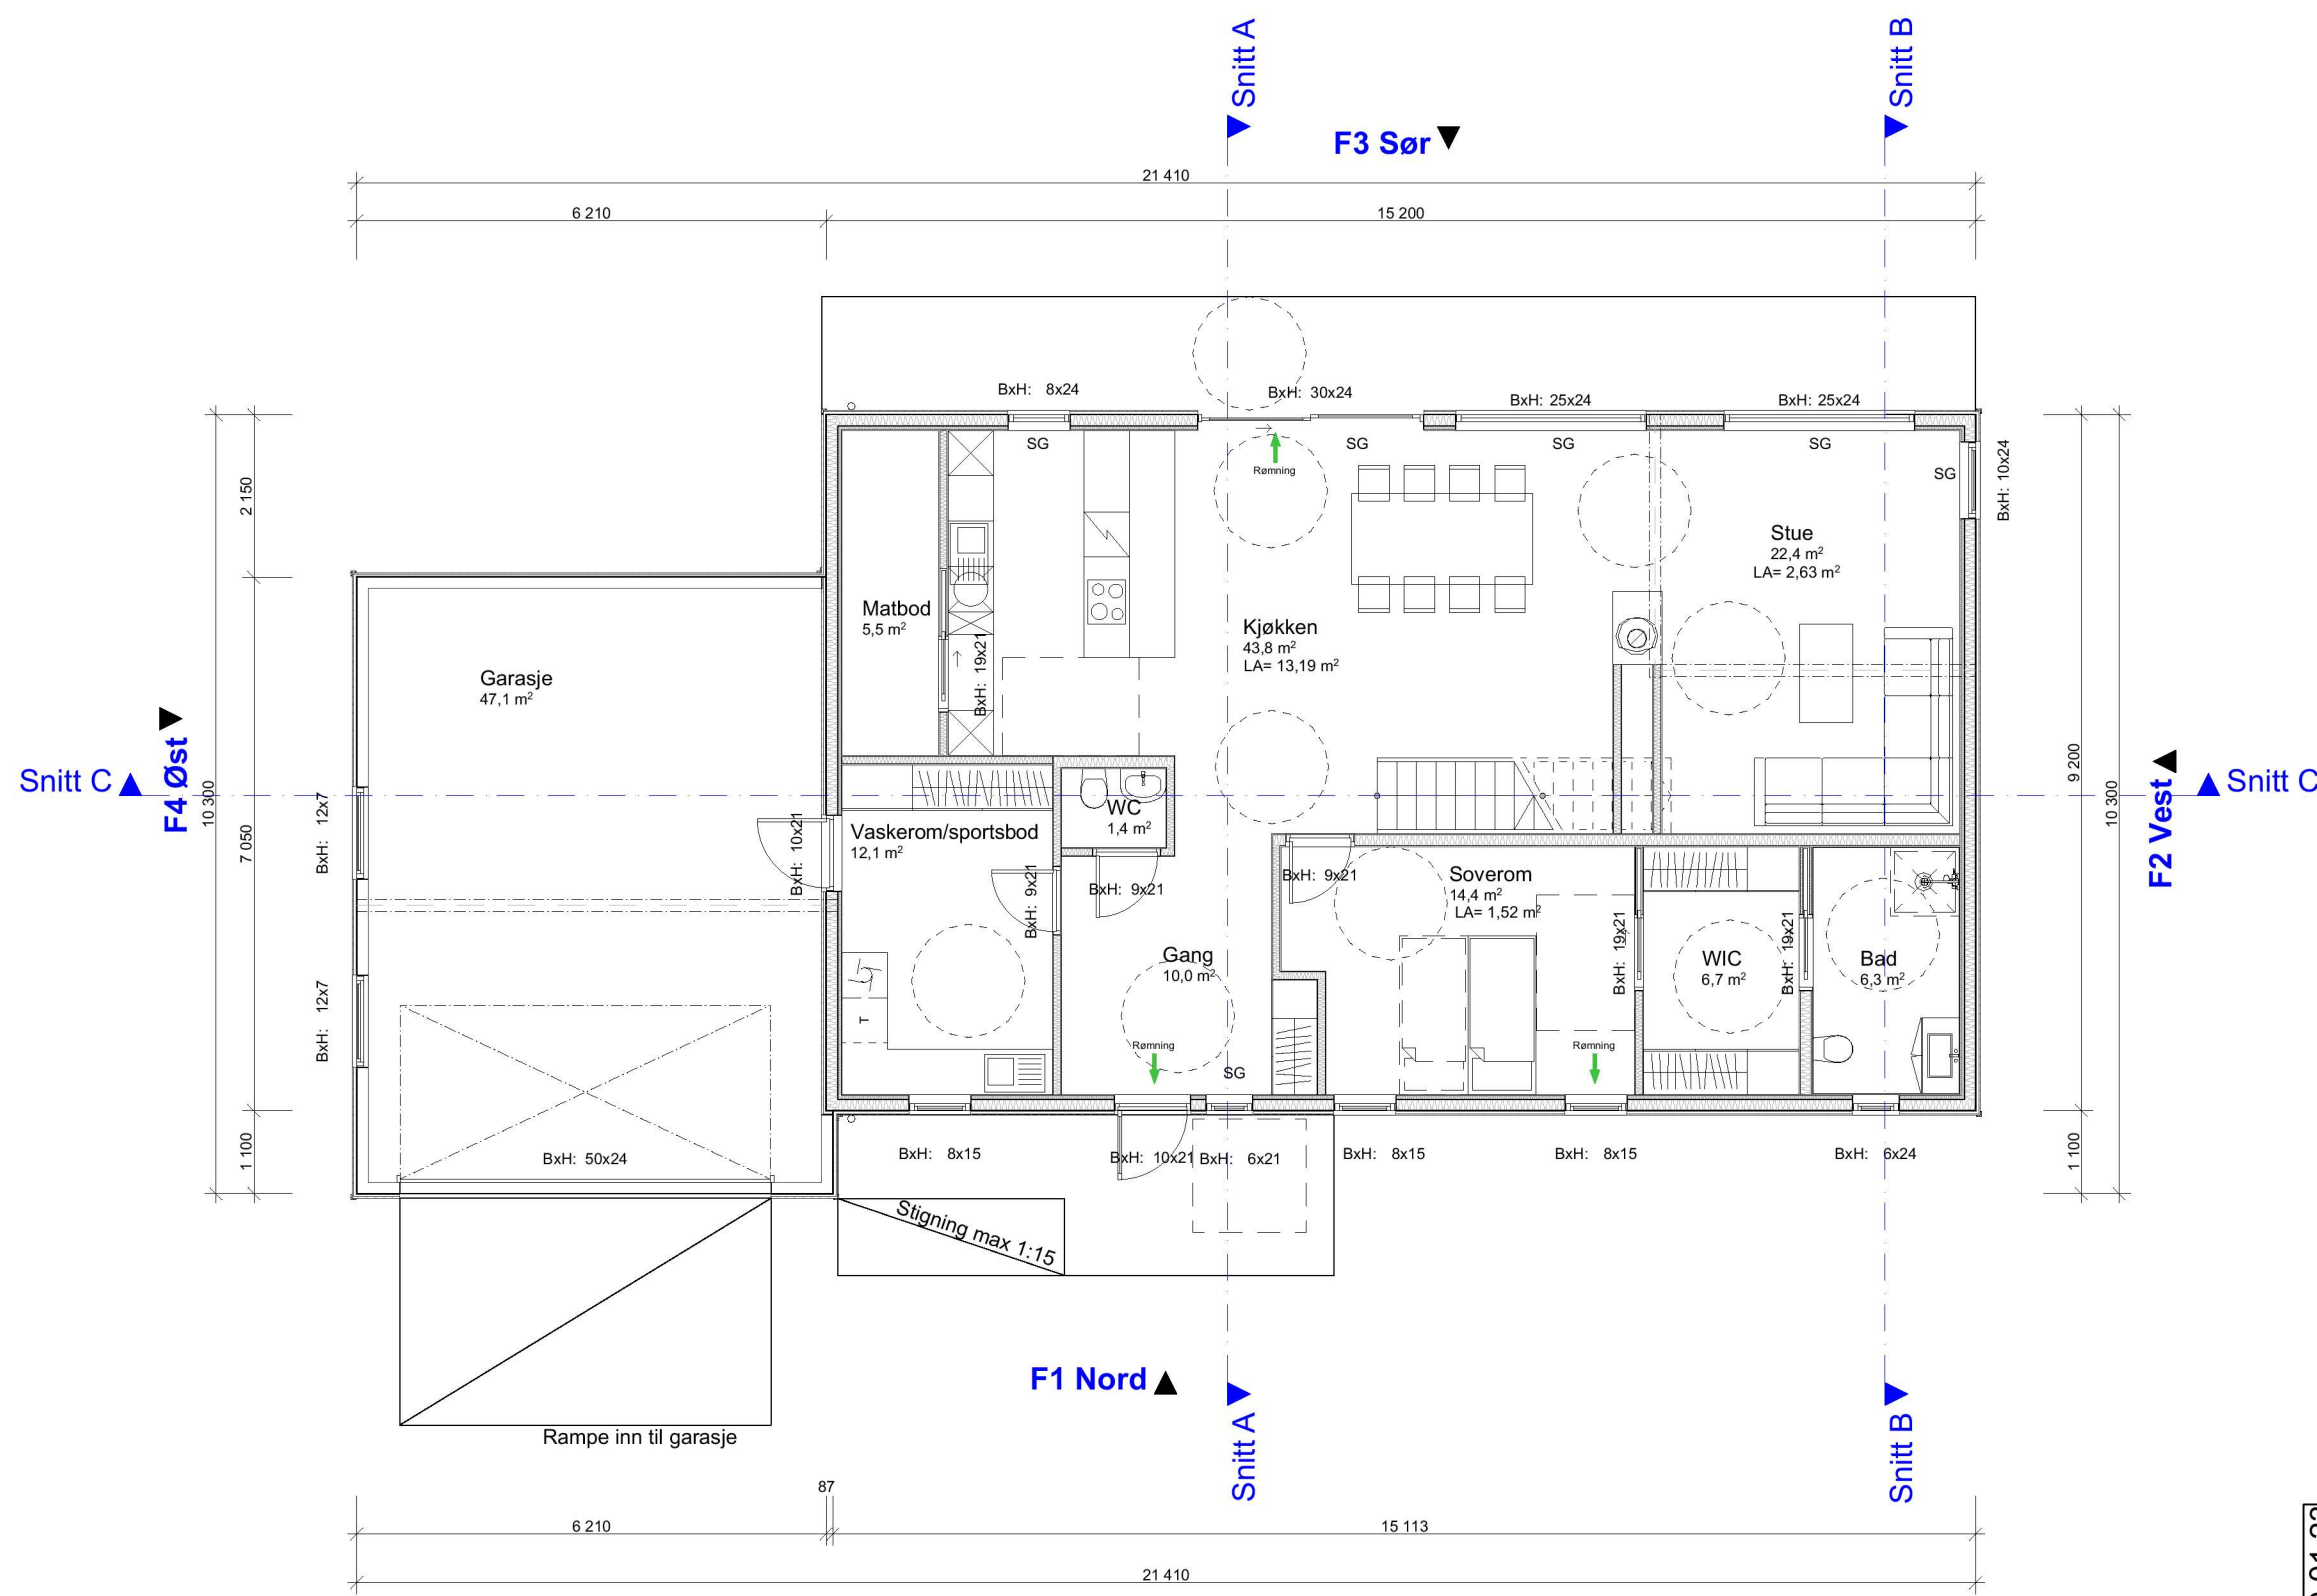 Snitt A
Snitt B
F3 Sør
21 410
6 210
15 200
BxH: 8x24
BxH: 30x24
BxH: 25x24
BxH: 25x24
SG
SG
SG
SG
SG
BxH: 10x24
Rømning
2 150
Stue
22,4 m²
LA= 2,63 m²
Matbod
5,5 m²
BxH: 19x21
Kjøkken
43,8 m²
LA= 13,19 m²
Garasje
47,1 m²
Snitt C
F4 Øst
10 300
7 050
BxH: 12x7
BxH: 10x21
Vaskerom/sportsbod
12,1 m²
WC
1,4 m²
BxH: 9x21
BxH: 9x21
BxH: 9x21
Soverom
14,4 m²
LA= 1,52 m²
9 200
10 300
F2 Vest
Snitt C
Gang
10,0 m²
BxH: 19x21
WIC
6,7 m²
BxH: 19x21
Bad
6,3 m²
BxH: 12x7
T
Rømning
SG
Rømning
1 100
BxH: 50x24
BxH: 8x15
BxH: 10x21
BxH: 6x21
BxH: 8x15
BxH: 8x15
BxH: 6x24
1 100
Stigning max 1:15
F1 Nord
Rampe inn til garasje
Snitt A
Snitt B
87
6 210
15 113
21 410